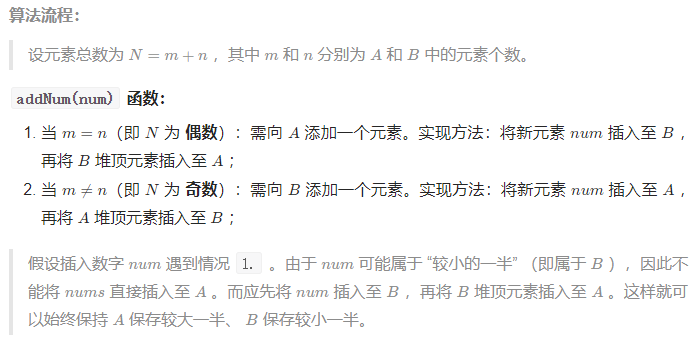 算法流程:
设元素总数为 N = m + n ，其中 m 和 n 分别为 A 和 B 中的元素个数。
addNum(num) 函数：
1. 当 m = n（即 N 为 偶数）：需向 A 添加一个元素。实现方法：将新元素 num 插入至 B ，
再将 B 堆顶元素插入至 A ；
2. 当 m ≠ n（即 N 为 奇数）：需向 B 添加一个元素。实现方法：将新元素 num 插入至 A ，
再将 A 堆顶元素插入至 B ；
假设插入数字 num 遇到情况 1. 。由于 num 可能属于 “较小的一半” （即属于 B ），因此不
能将 nums 直接插入至 A 。而应先将 num 插入至 B ，再将 B 堆顶元素插入至 A 。这样就可
以始终保持 A 保存较大一半、 B 保存较小一半。